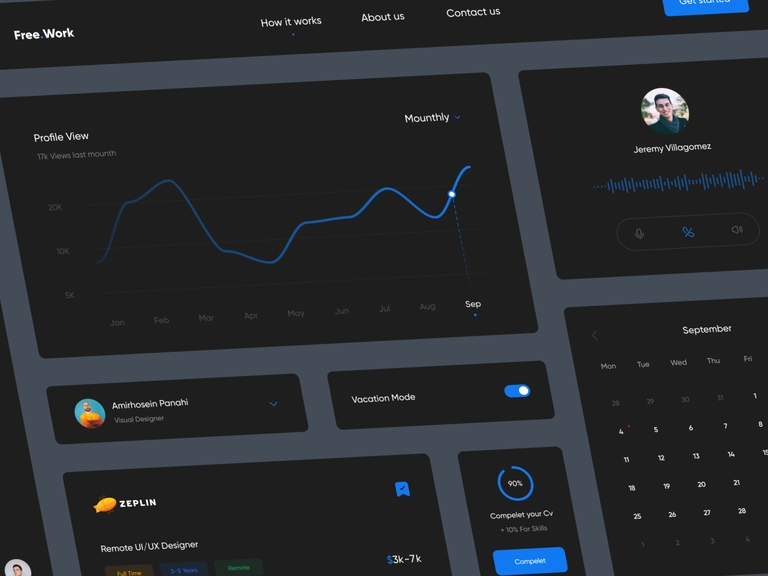 Free.Work
How it works
About us
Contact us
Get started
Profile View
17k Views last mounth
Mounthly
20K
10K
5K
Jan
Feb
Mar
Apr
May
Jun
Jul
Aug
Sep
Jeremy Villagomez
Amirhosein Panahi
Visual Designer
Vacation Mode
September
Mon Tue Wed Thu Fri
28 29 30 31 1
4 5 6 7 8
11 12 13 14 15
18 19 20 21
25 26 27 28
1 2 3 4
ZEPLIN
Remote UI/UX Designer
Full Time
3-5 Years
Remote
$3k-7k
90%
Compelet your Cv
+ 10% For Skills
Compelet